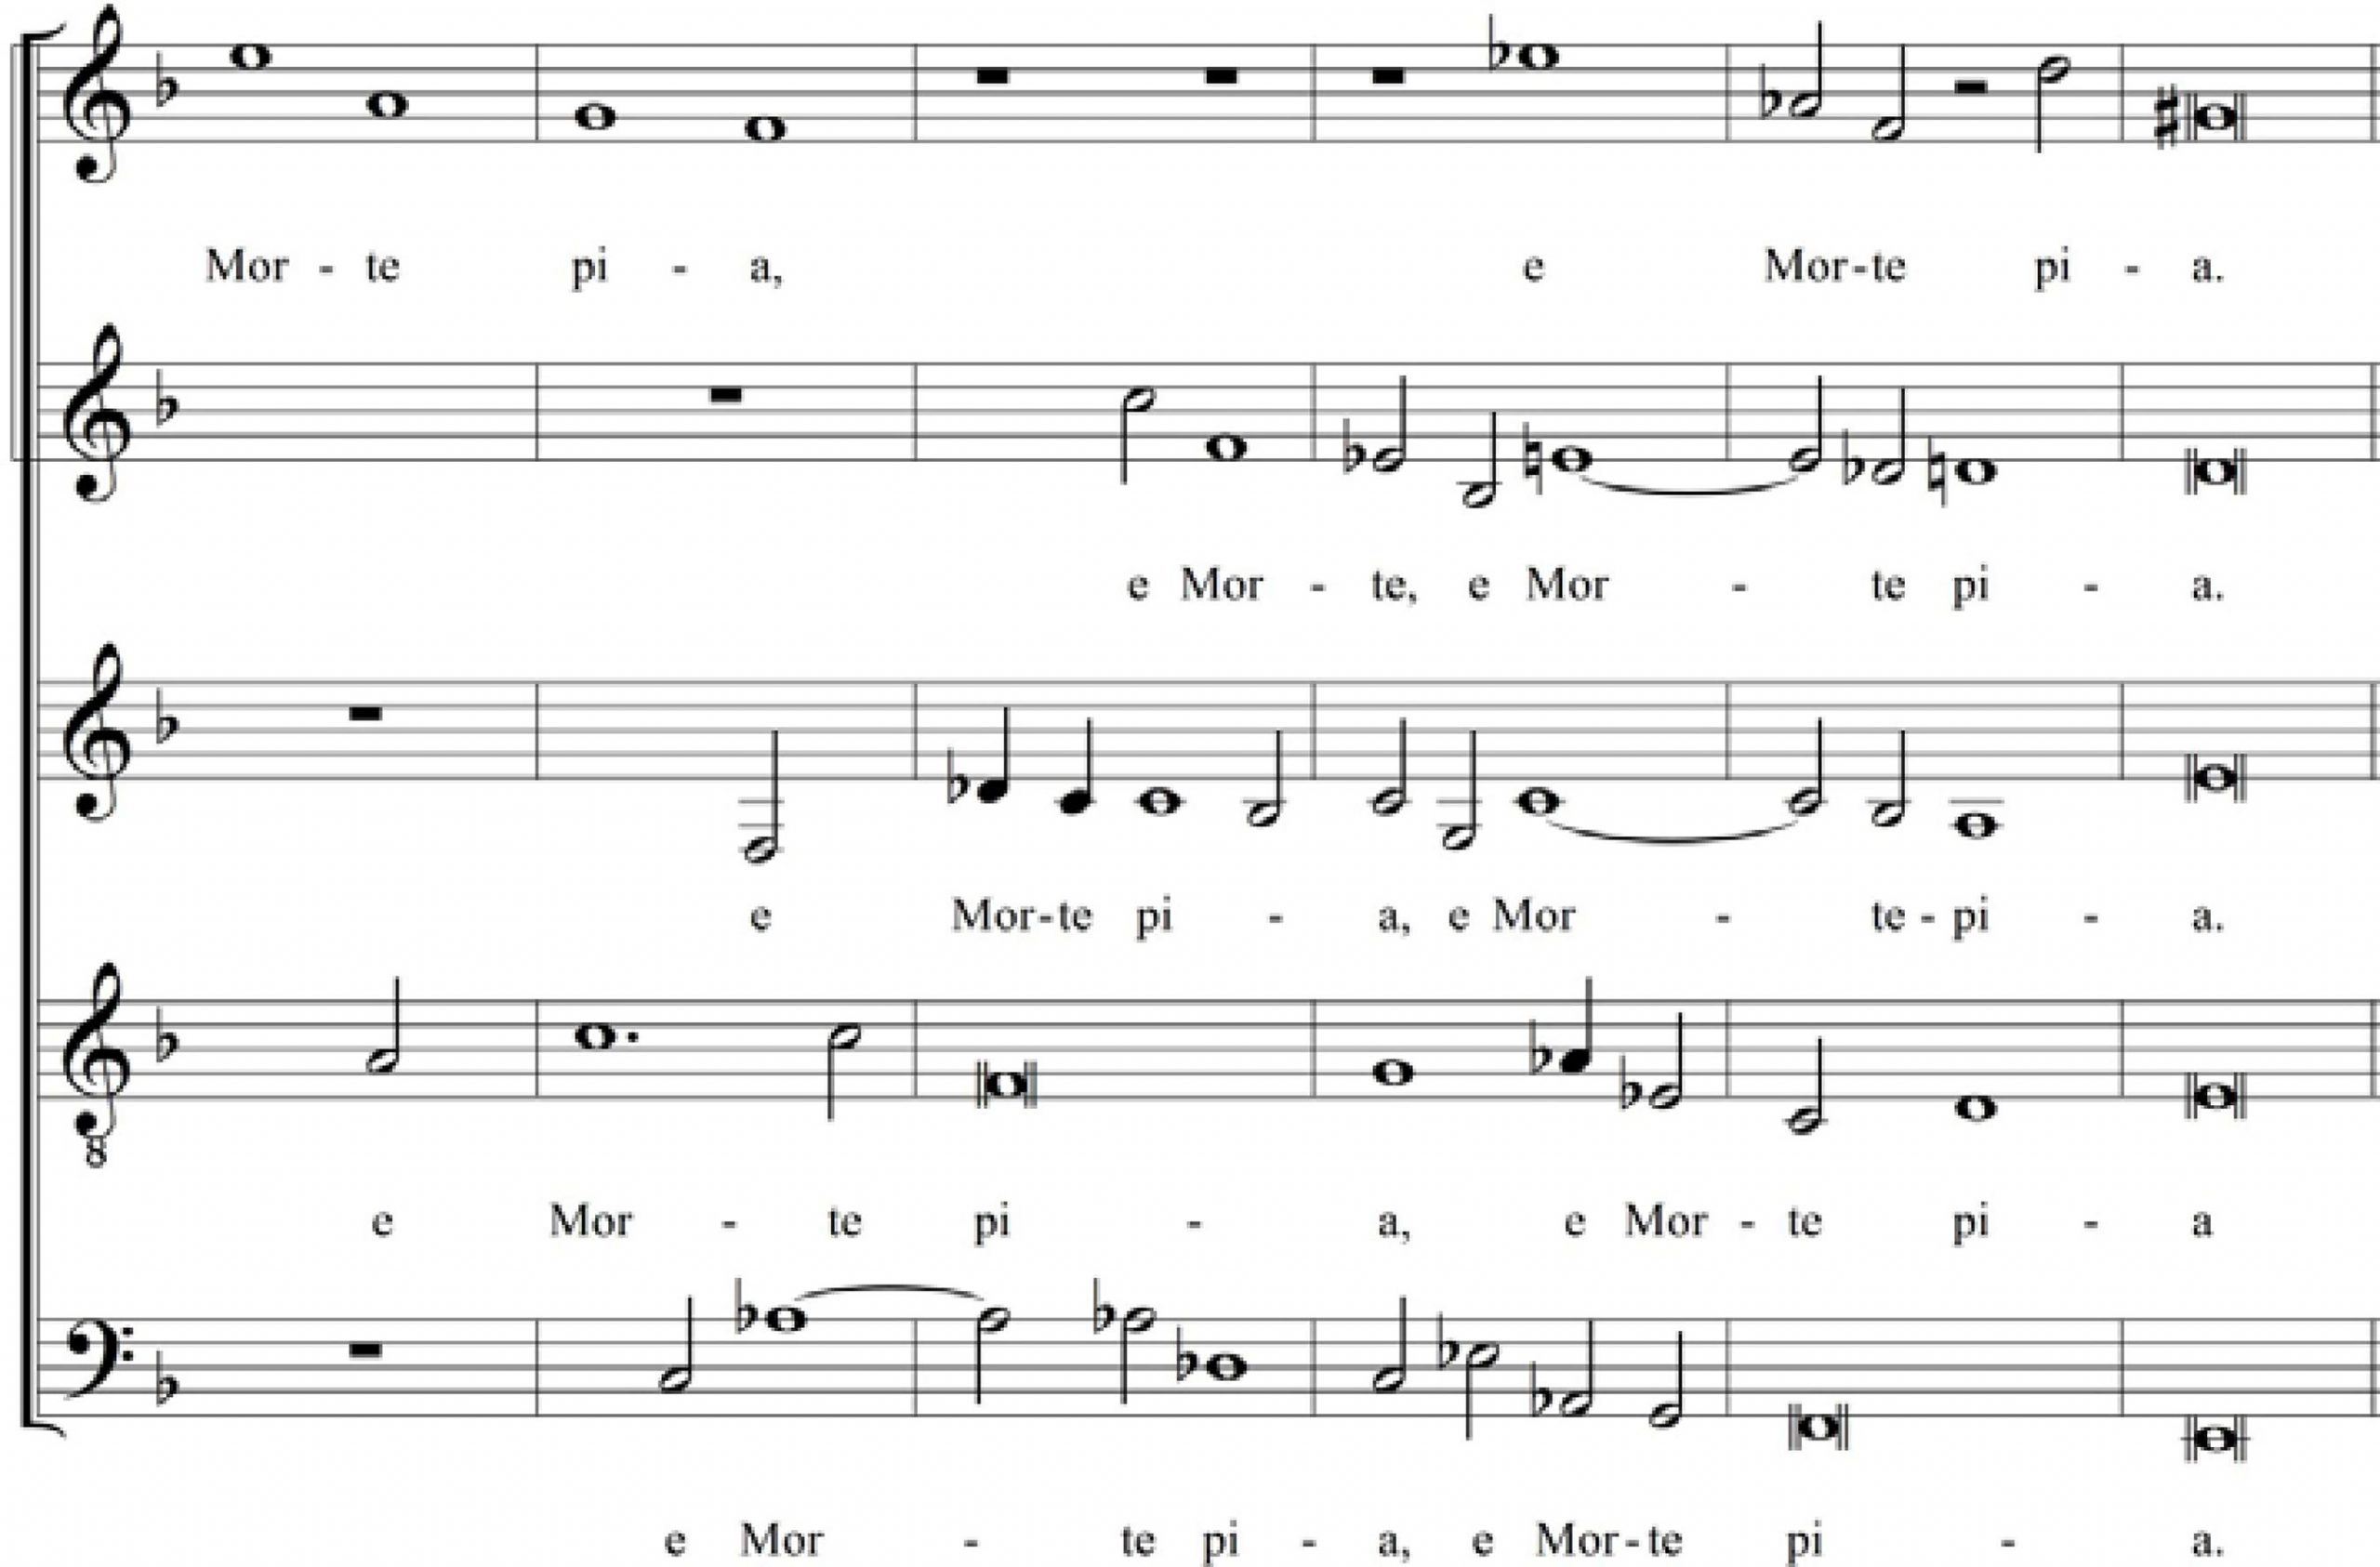 Mor - te pi - a, e Mor-te pi - a.
e Mor - te, e Mor - te pi - a.
e Mor-te pi - a, e Mor - te - pi - a.
8
e Mor - te pi - a, e Mor - te pi - a
e Mor - te pi - a, e Mor-te pi - a.